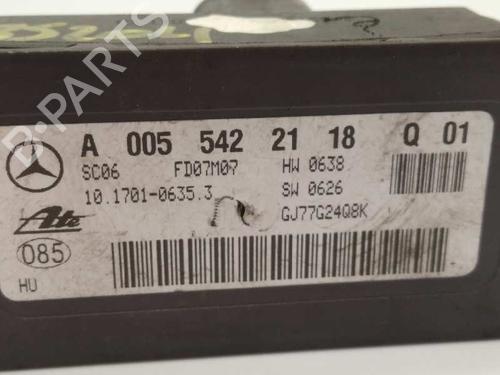 A 005 542 21 18 Q 01
SC06 FD07M07 HW 0638
10.1701-0635.3 SW 0626
Ate GJ77G24Q8K
085
HU
B-PARTS